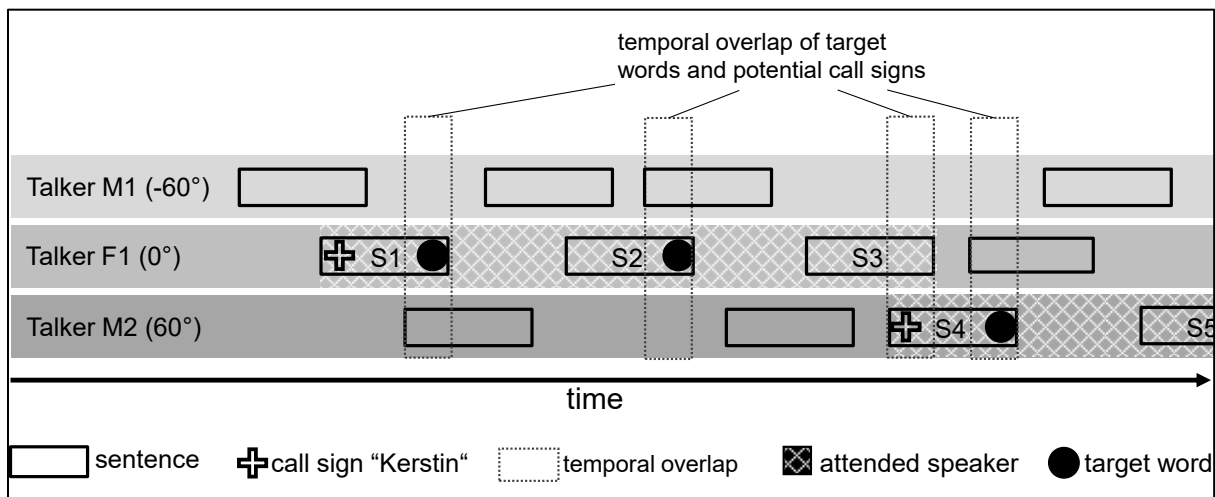 temporal overlap of target
words and potential call signs
Talker M1 (-60°)
Talker F1 (0°)
S1
S2
S3
Talker M2 (60°)
S4
S5
time
sentence
call sign “Kerstin“
temporal overlap
attended speaker
target word